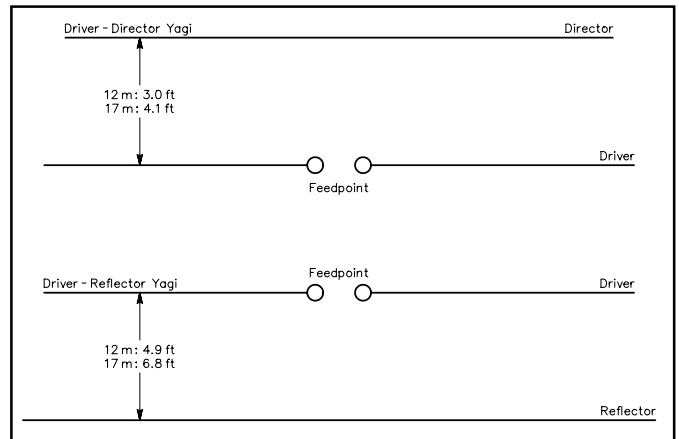 Driver - Director Yagi
Director
12 m: 3.0 ft
17 m: 4.1 ft
Driver
Feedpoint
Feedpoint
Driver - Reflector Yagi
Driver
12 m: 4.9 ft
17 m: 6.8 ft
Reflector